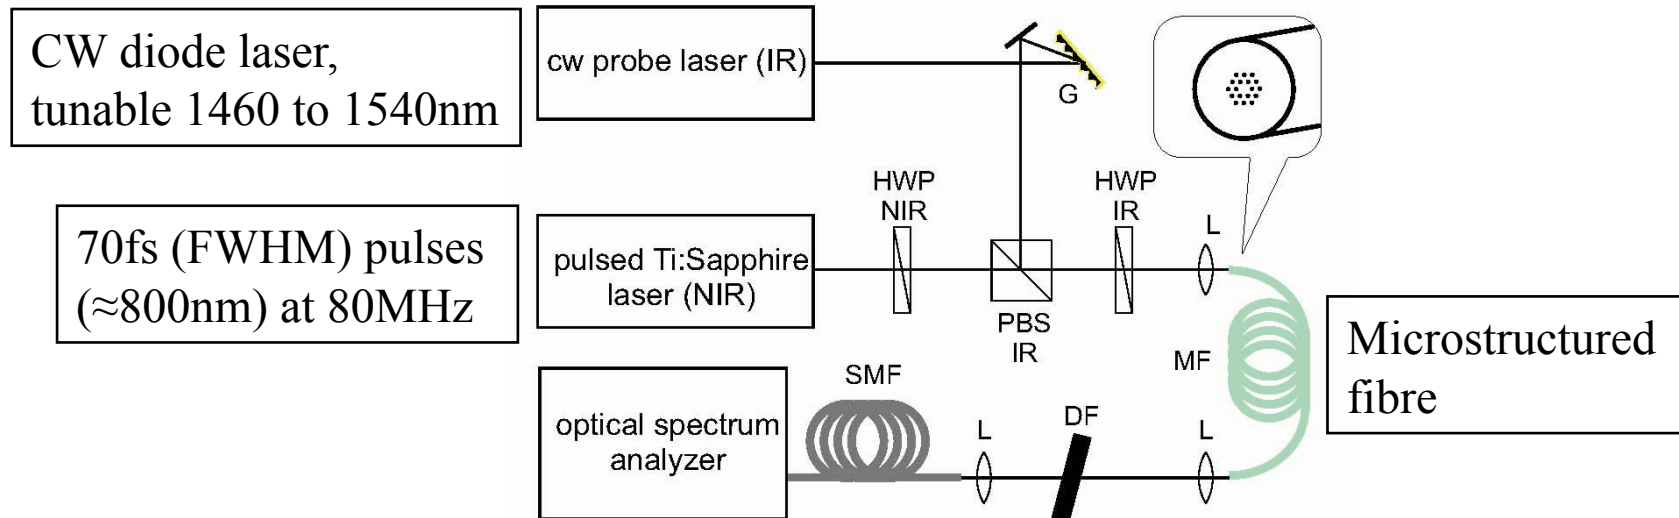 CW diode laser,
tunable 1460 to 1540nm
cw probe laser (IR)
G
70fs (FWHM) pulses
(≈800nm) at 80MHz
pulsed Ti:Sapphire
laser (NIR)
HWP
NIR
PBS
IR
HWP
IR
L
MF
Microstructured
fibre
optical spectrum
analyzer
SMF
L
DF
L